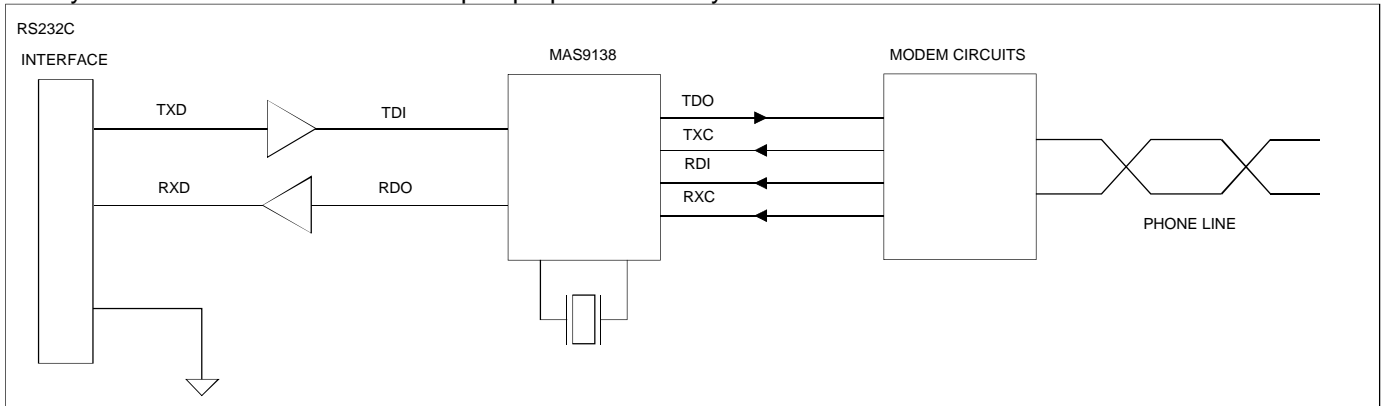 RS232C
INTERFACE
MAS9138
MODEM CIRCUITS
TXD
TDI
TDO
TXC
RDI
RXC
RXD
RDO
PHONE LINE